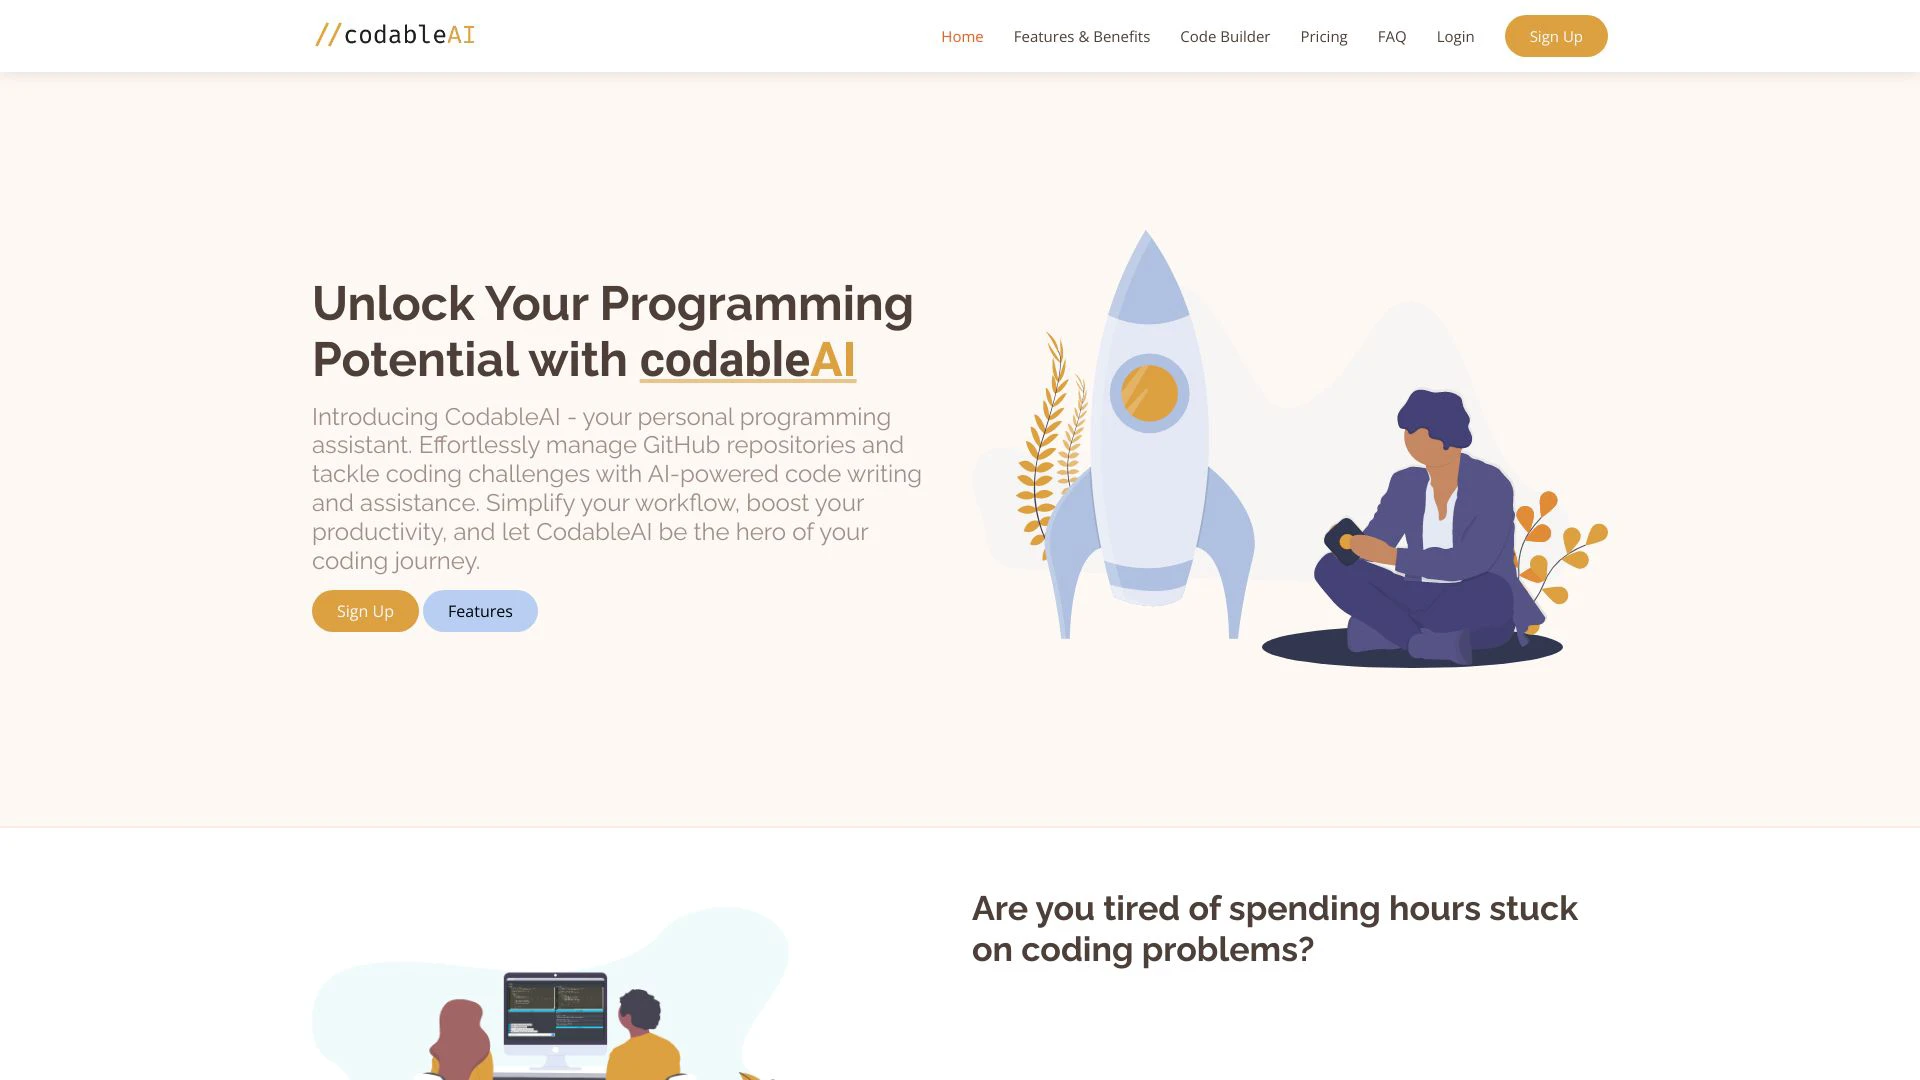 //codableAI
Home
Features & Benefits
Code Builder
Pricing
FAQ
Login
Sign Up
Unlock Your Programming
Potential with codableAI
Introducing CodableAI - your personal programming
assistant. Effortlessly manage GitHub repositories and
tackle coding challenges with AI-powered code writing
and assistance. Simplify your workflow, boost your
productivity, and let CodableAI be the hero of your
coding journey.
Sign Up
Features
Are you tired of spending hours stuck
on coding problems?